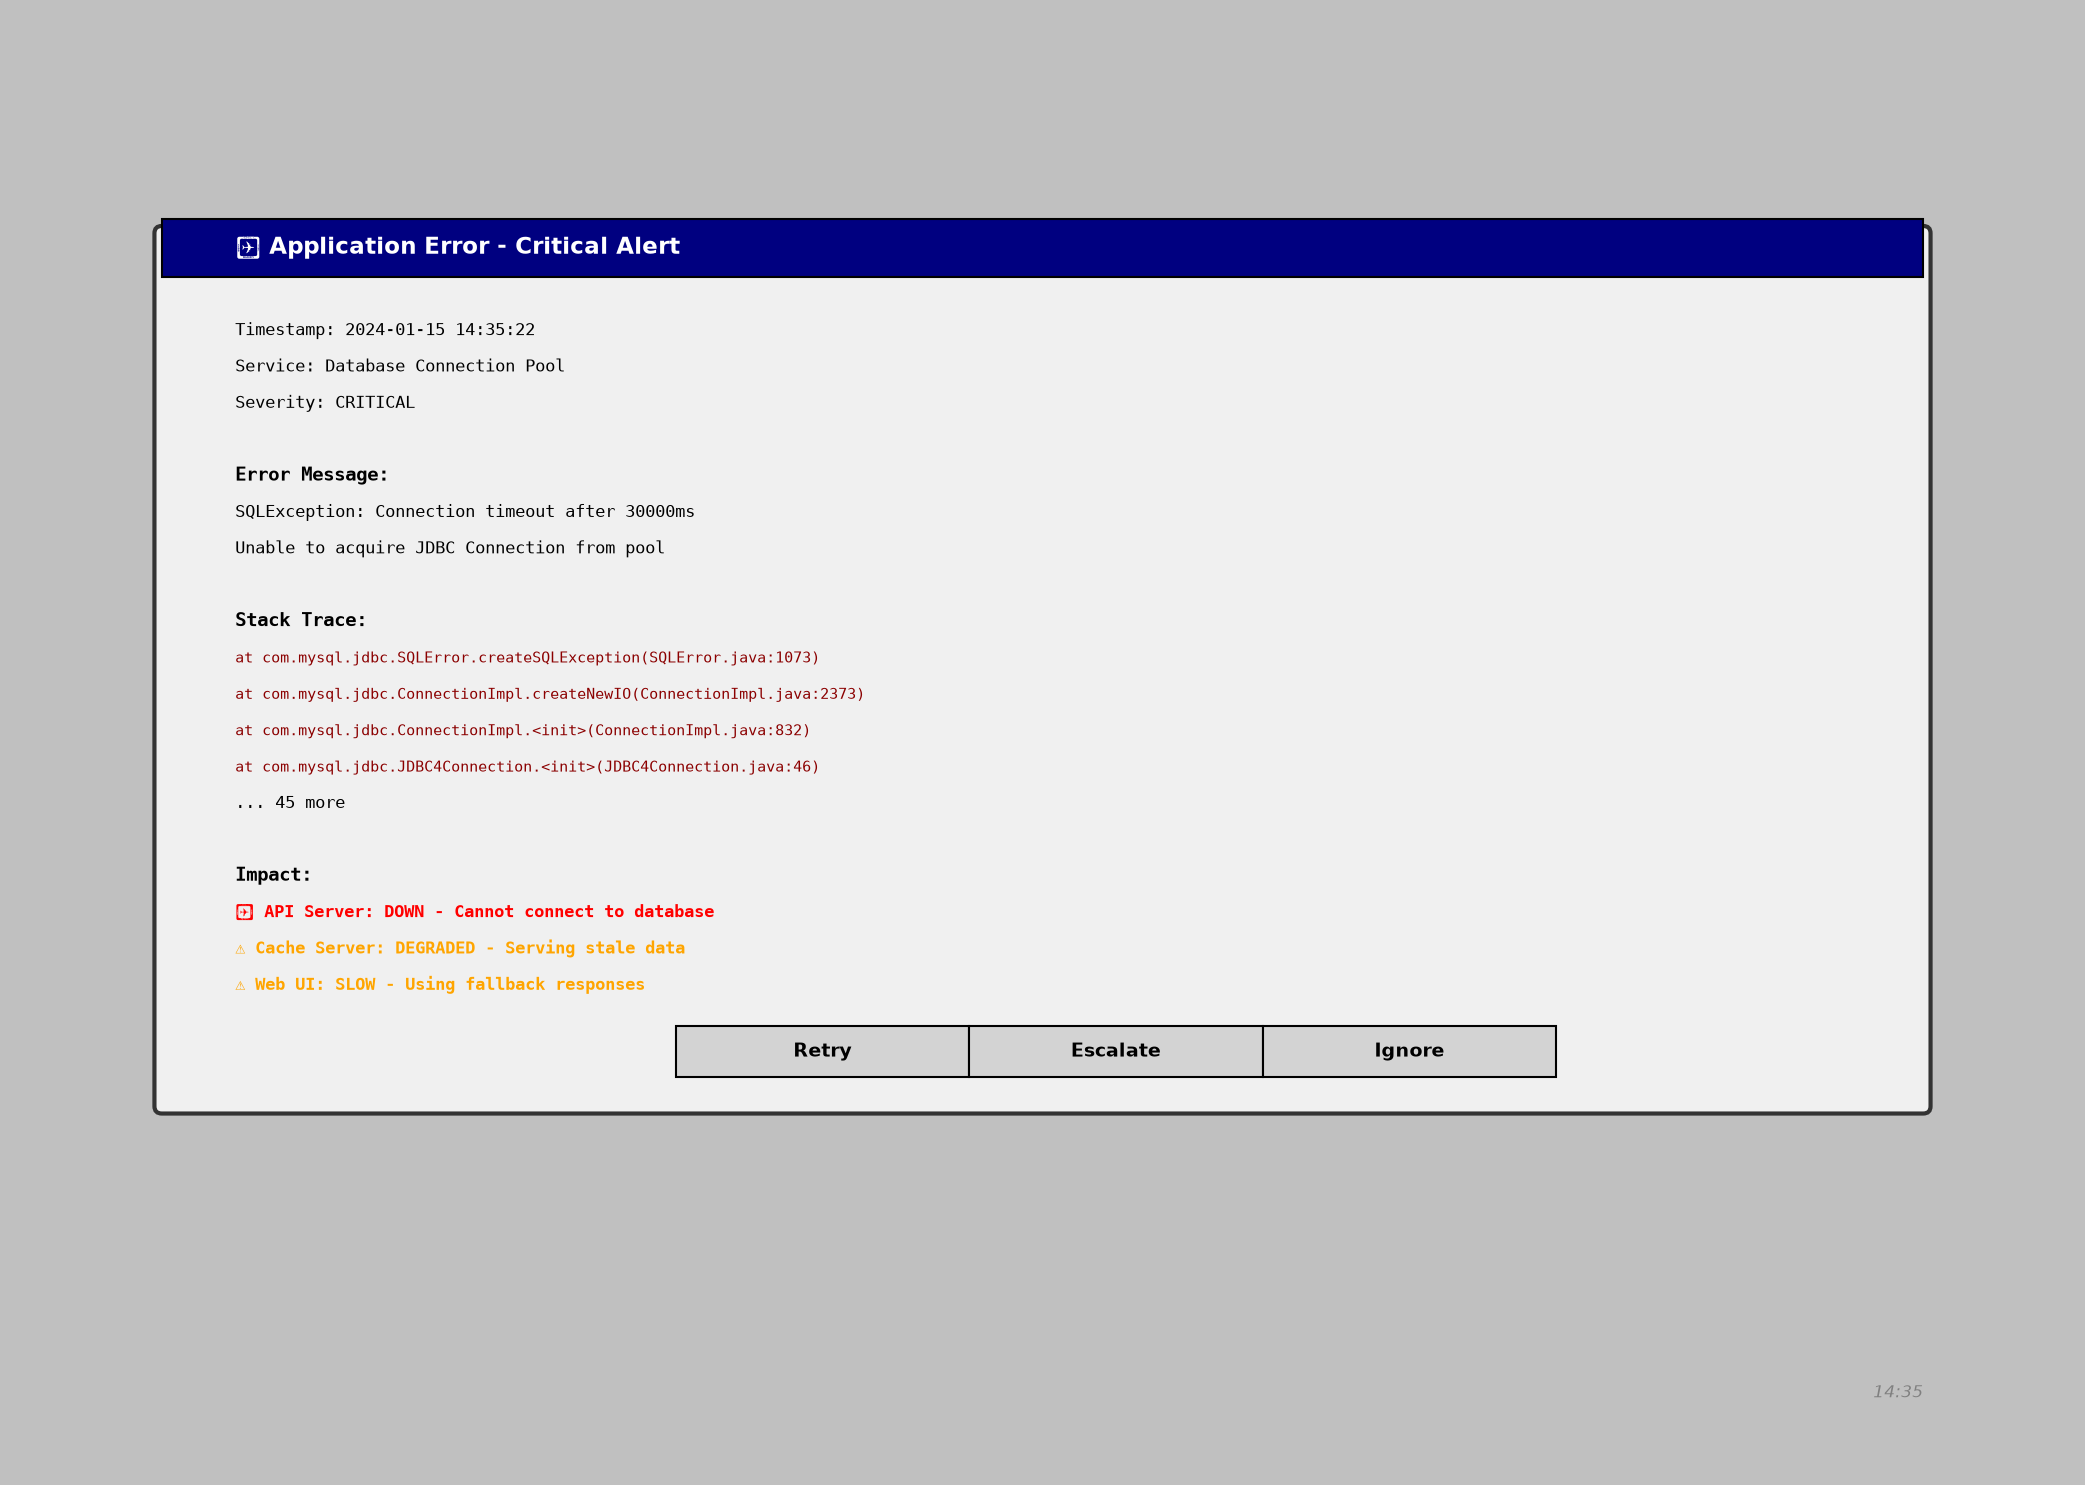 Application Error - Critical Alert
Timestamp: 2024-01-15 14:35:22
Service: Database Connection Pool
Severity: CRITICAL
Error Message:
SQLException: Connection timeout after 30000ms
Unable to acquire JDBC Connection from pool
Stack Trace:
at com.mysql.jdbc.SQLError.createSQLException(SQLError.java:1073)
at com.mysql.jdbc.ConnectionImpl.createNewIO(ConnectionImpl.java:2373)
at com.mysql.jdbc.ConnectionImpl.<init>(ConnectionImpl.java:832)
at com.mysql.jdbc.JDBC4Connection.<init>(JDBC4Connection.java:46)
... 45 more
Impact:
API Server: DOWN - Cannot connect to database
⚠ Cache Server: DEGRADED - Serving stale data
⚠ Web UI: SLOW - Using fallback responses
Retry
Escalate
Ignore
14:35